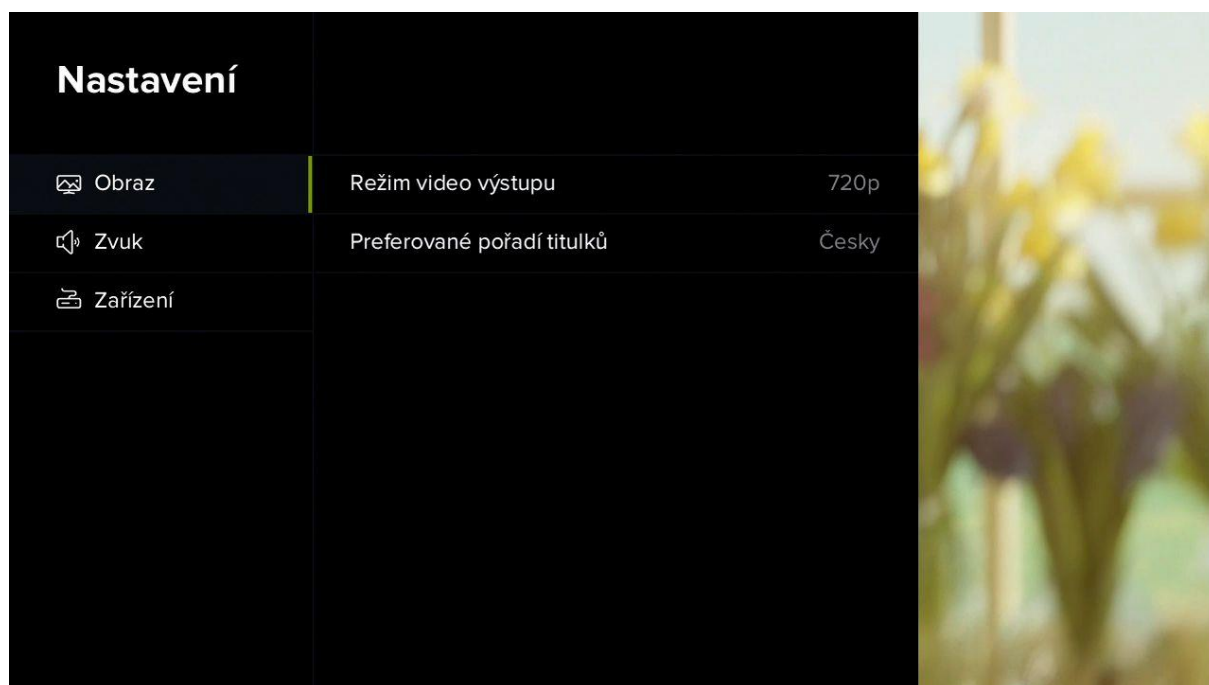 Nastavení
Obraz
Režim video výstupu 720p
Zvuk
Preferované pořadí titulků Česky
Zařízení